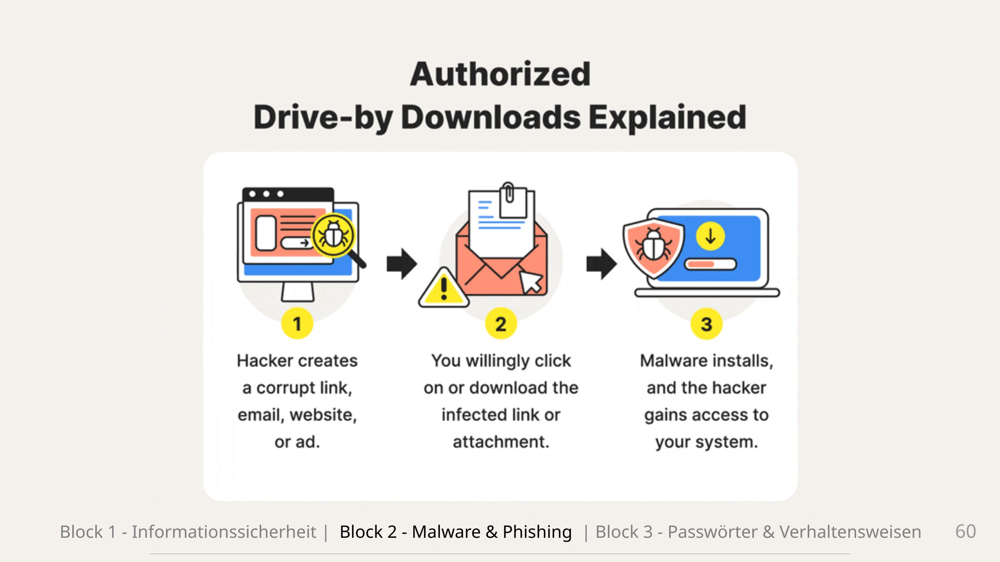 Authorized
Drive-by Downloads Explained
1
Hacker creates
a corrupt link,
email, website,
or ad.
2
You willingly click
on or download the
infected link or
attachment.
3
Malware installs,
and the hacker
gains access to
your system.
Block 1 - Informationssicherheit | Block 2 - Malware & Phishing | Block 3 - Passwörter & Verhaltensweisen 60